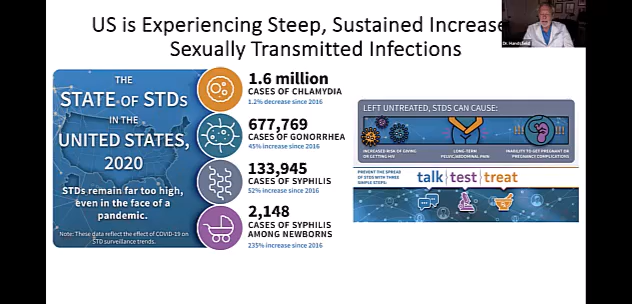 US is Experiencing Steep, Sustained Increase
Sexually Transmitted Infections
Dr. Handsfield
THE
STATE OF STDs
IN THE
UNITED STATES,
2020
STDs remain far too high,
even in the face of a
pandemic.
Note: These data reflect the effect of COVID-19 on
STD surveillance trends.
1.6 million
CASES OF CHLAMYDIA
1.2% decrease since 2016
677,769
CASES OF GONORRHEA
45% increase since 2016
133,945
CASES OF SYPHILIS
52% increase since 2016
2,148
CASES OF SYPHILIS
AMONG NEWBORNS
235% increase since 2016
LEFT UNTREATED, STDS CAN CAUSE:
INCREASED RISK OF GIVING
OR GETTING HIV
LONG-TERM
PELVIC/ABDOMINAL PAIN
INABILITY TO GET PREGNANT OR
PREGNANCY COMPLICATIONS
PREVENT THE SPREAD
OF STDS WITH THREE
SIMPLE STEPS:
talk test treat